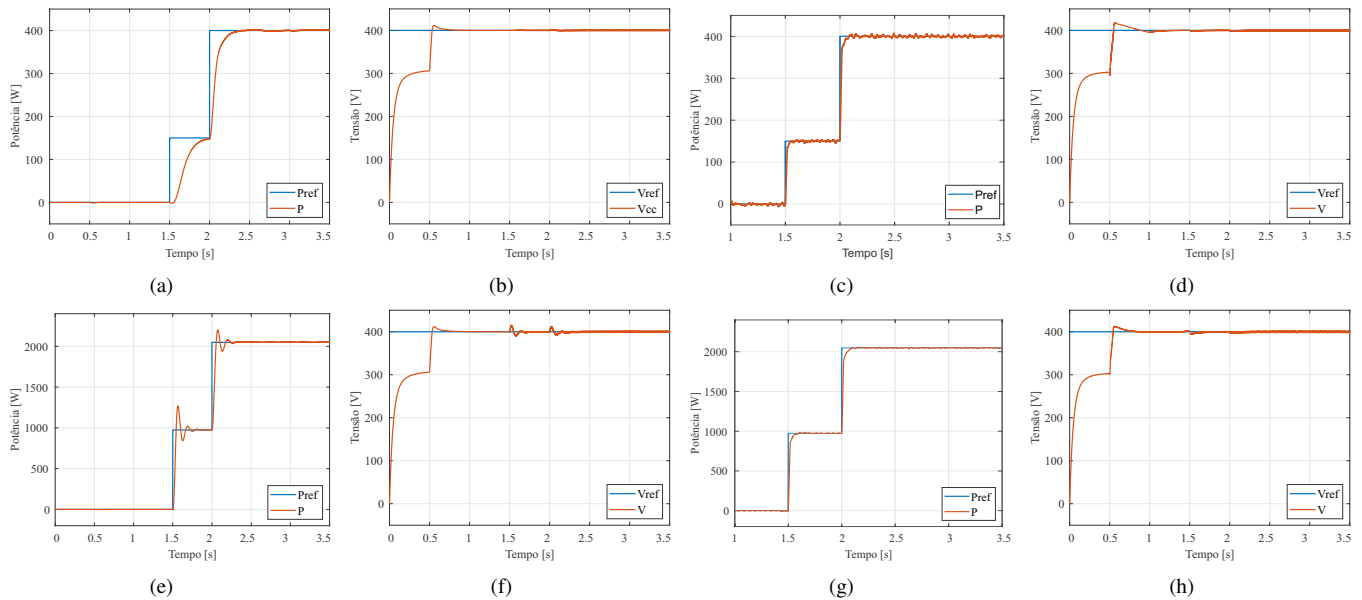 400
300
200
100
0
Potência [W]
0 0.5 1 1.5 2 2.5 3 3.5
Tempo [s]
Pref
P
(a)
400
300
200
100
0
Tensão [V]
0 0.5 1 1.5 2 2.5 3 3.5
Tempo [s]
Vref
Vcc
(b)
400
300
200
100
0
Potência [W]
1 1.5 2 2.5 3 3.5
Tempo [s]
Pref
P
(c)
400
300
200
100
0
Tensão [V]
0 0.5 1 1.5 2 2.5 3 3.5
Tempo [s]
Vref
V
(d)
2000
1500
1000
500
0
Potência [W]
0 0.5 1 1.5 2 2.5 3 3.5
Tempo [s]
Pref
P
(e)
400
300
200
100
0
Tensão [V]
0 0.5 1 1.5 2 2.5 3 3.5
Tempo [s]
Vref
V
(f)
2000
1500
1000
500
0
Potência [W]
1 1.5 2 2.5 3 3.5
Tempo [s]
Pref
P
(g)
400
300
200
100
0
Tensão [V]
0 0.5 1 1.5 2 2.5 3 3.5
Tempo [s]
Vref
V
(h)